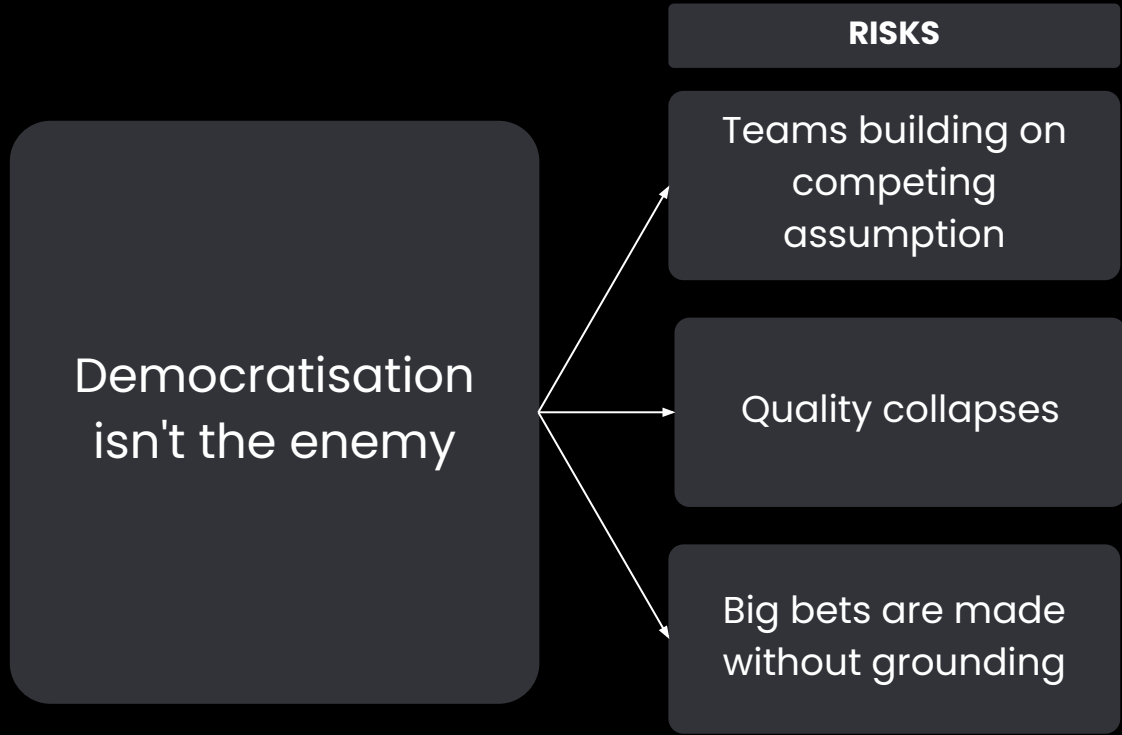 Democratisation
isn't the enemy
RISKS
Teams building on
competing
assumption
Quality collapses
Big bets are made
without grounding